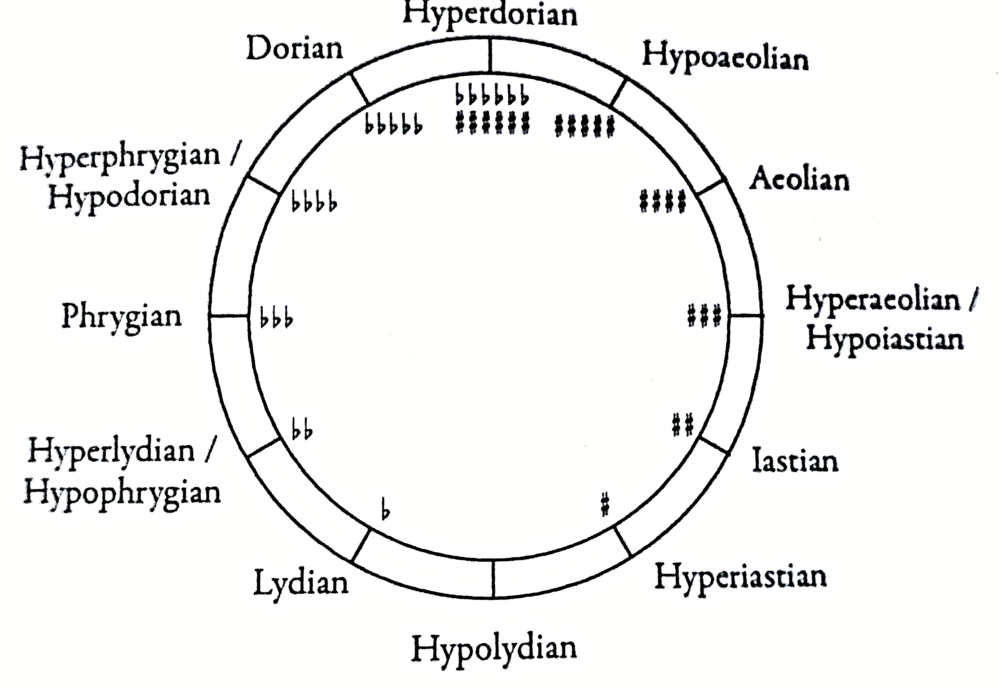 Hyperdorian
Dorian
Hypoaeolian
♭♭♭♭♭♭
♭♭♭♭♭
♯♯♯♯♯♯
♯♯♯♯♯
Hyperphrygian /
Hypodorian
♭♭♭♭
♯♯♯♯
Aeolian
Phrygian
♭♭♭
♯♯♯
Hyperaeolian /
Hypoiastian
Hyperlydian /
Hypophrygian
♭♭
♯♯
Iastian
♭
♯
Lydian
Hyperiastian
Hypolydian